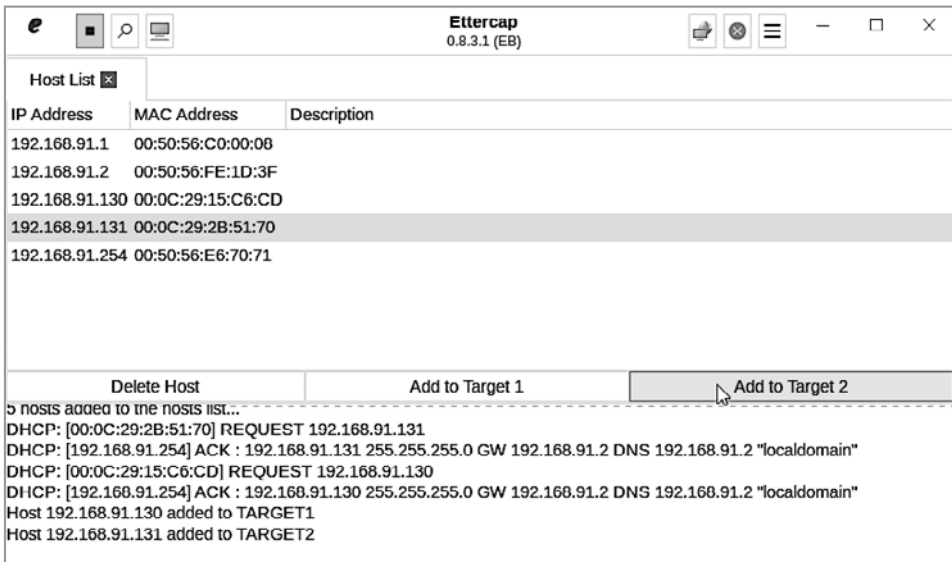 Ettercap
0.8.3.1 (EB)
Host List
IP Address MAC Address Description
192.168.91.1 00:50:56:C0:00:08
192.168.91.2 00:50:56:FE:1D:3F
192.168.91.130 00:0C:29:15:C6:CD
192.168.91.131 00:0C:29:2B:51:70
192.168.91.254 00:50:56:E6:70:71
Delete Host Add to Target 1 Add to Target 2
5 hosts added to the hosts list...
DHCP: [00:0C:29:2B:51:70] REQUEST 192.168.91.131
DHCP: [192.168.91.254] ACK : 192.168.91.131 255.255.255.0 GW 192.168.91.2 DNS 192.168.91.2 "localdomain"
DHCP: [00:0C:29:15:C6:CD] REQUEST 192.168.91.130
DHCP: [192.168.91.254] ACK : 192.168.91.130 255.255.255.0 GW 192.168.91.2 DNS 192.168.91.2 "localdomain"
Host 192.168.91.130 added to TARGET1
Host 192.168.91.131 added to TARGET2